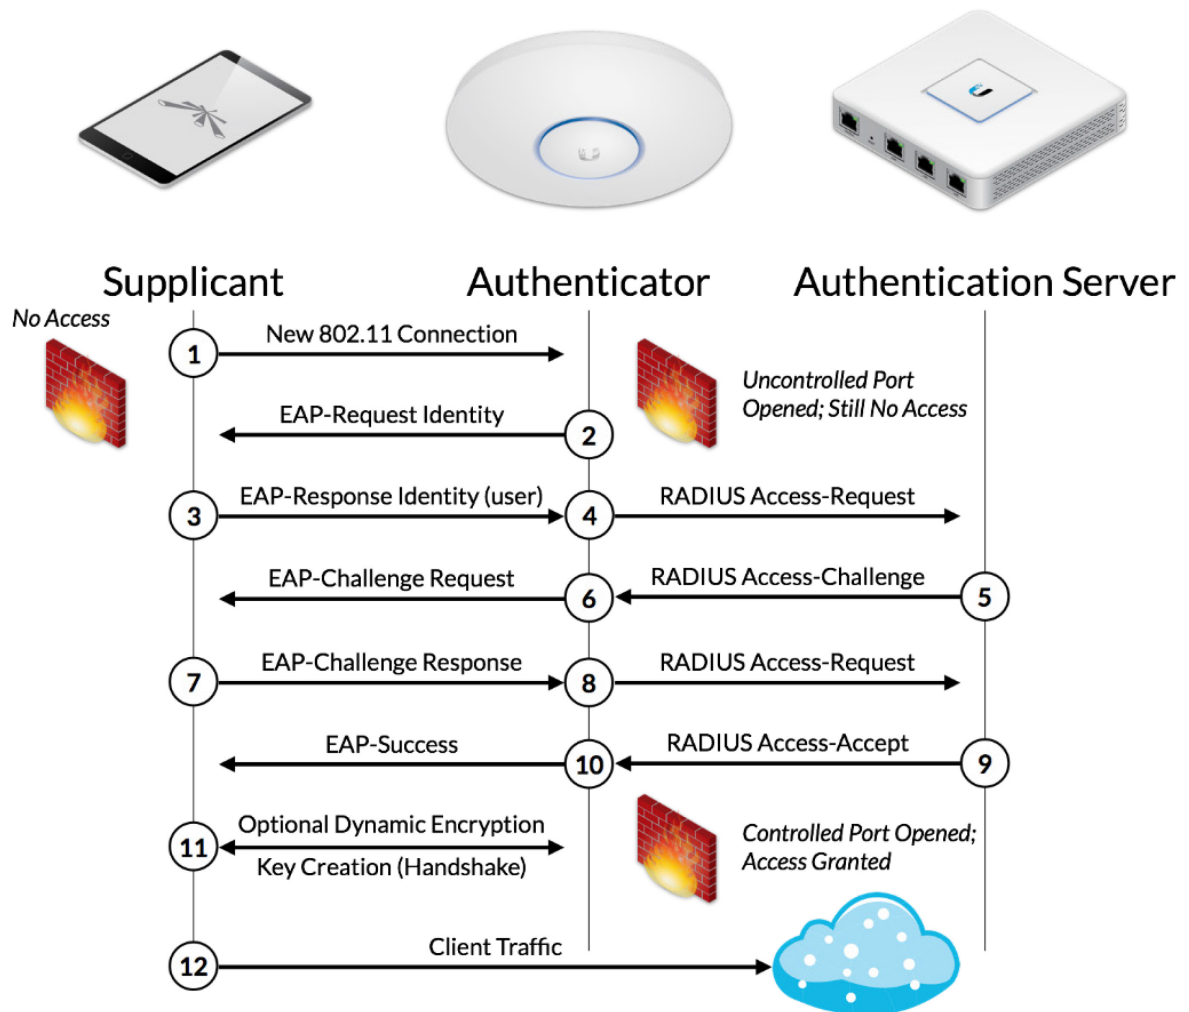 Supplicant
Authenticator
Authentication Server
No Access
1
New 802.11 Connection
Uncontrolled Port
Opened; Still No Access
EAP-Request Identity
2
3
EAP-Response Identity (user)
4
RADIUS Access-Request
EAP-Challenge Request
6
RADIUS Access-Challenge
5
7
EAP-Challenge Response
8
RADIUS Access-Request
EAP-Success
10
RADIUS Access-Accept
9
11
Optional Dynamic Encryption
Key Creation (Handshake)
Controlled Port Opened;
Access Granted
12
Client Traffic